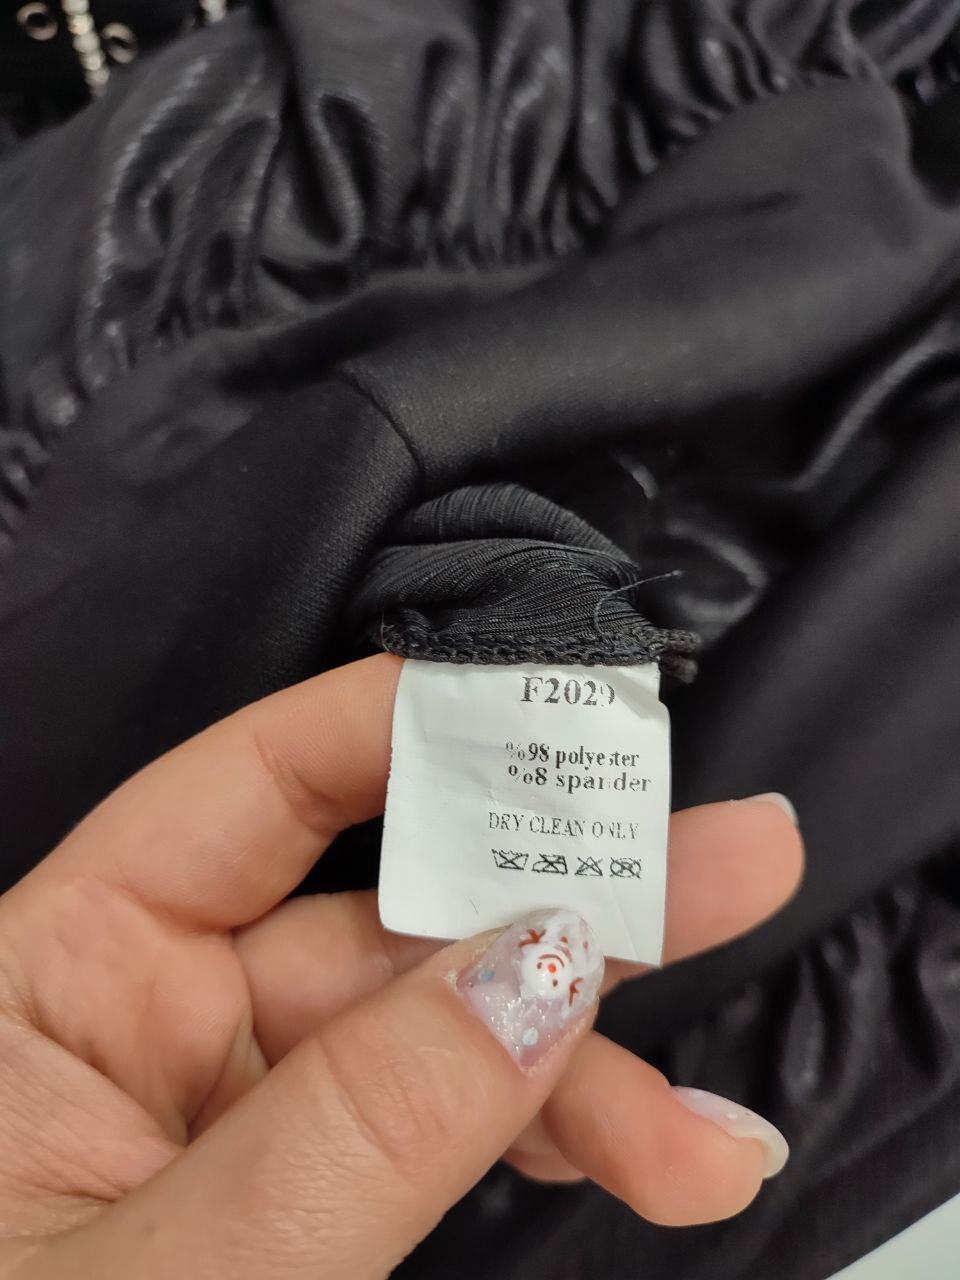 F2029
%98 polyester
%8 spander
DRY CLEAN ONLY